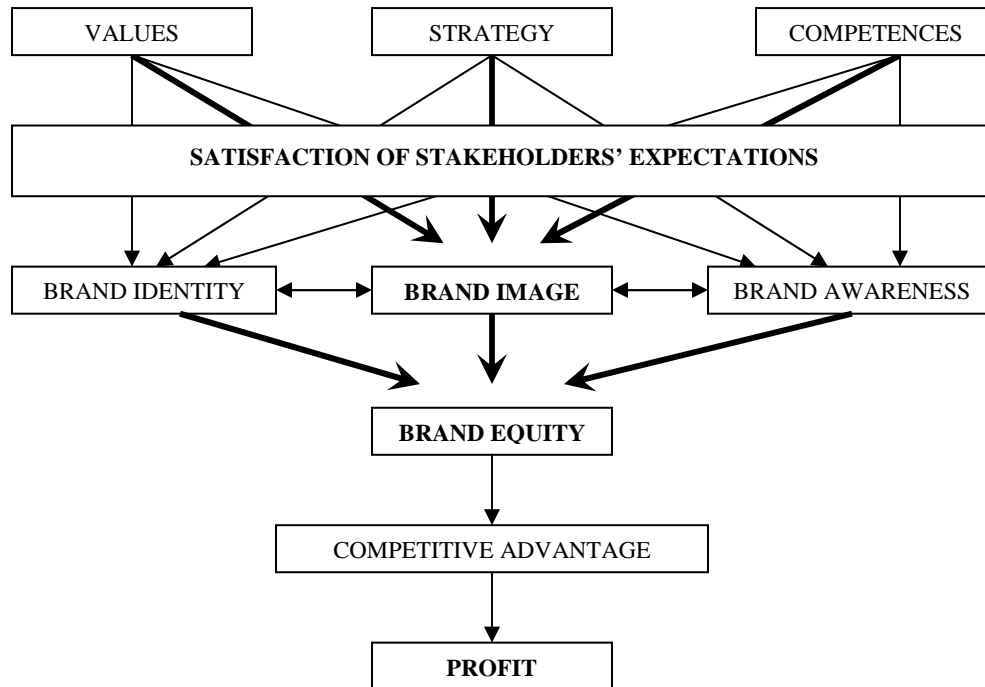 VALUES
STRATEGY
COMPETENCES
SATISFACTION OF STAKEHOLDERS’ EXPECTATIONS
BRAND IDENTITY
BRAND IMAGE
BRAND AWARENESS
BRAND EQUITY
COMPETITIVE ADVANTAGE
PROFIT